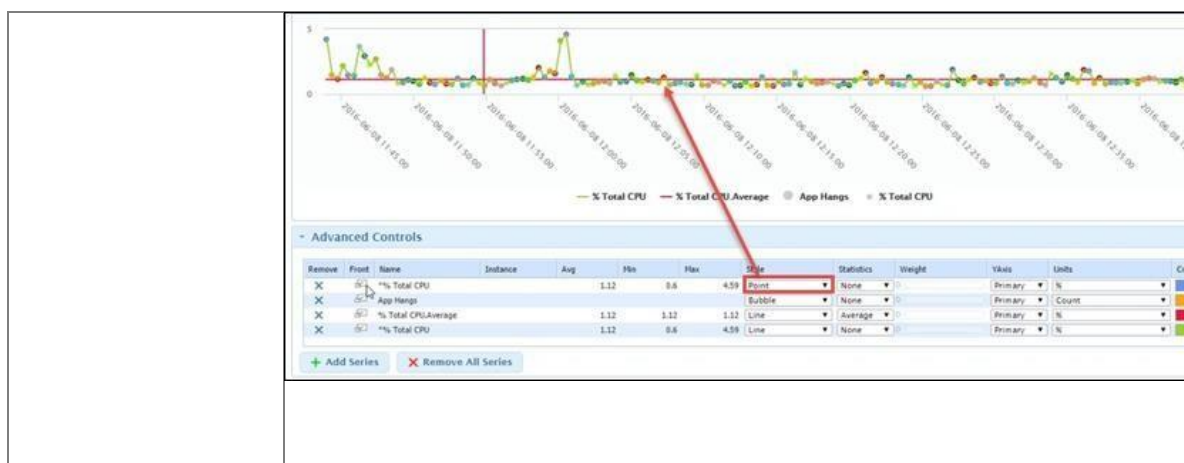 5
0
2016-06-08 11:45:00
2016-06-08 11:50:00
2016-06-08 11:55:00
2016-06-08 12:00:00
2016-06-08 12:05:00
2016-06-08 12:10:00
2016-06-08 12:15:00
2016-06-08 12:20:00
2016-06-08 12:25:00
2016-06-08 12:30:00
2016-06-08 12:35:00
2016-06-08 12
% Total CPU % Total CPU.Average App Hangs % Total CPU
Advanced Controls
Remove Front Name Instance Avg Min Max Style Statistics Weight YAxis Units
*% Total CPU 1.12 0.6 4.59 Point None Primary %
App Hangs Bubble None Primary Count
% Total CPU.Average 1.12 1.12 1.12 Line Average Primary %
*% Total CPU 1.12 0.6 4.59 Line None Primary %
+ Add Series X Remove All Series